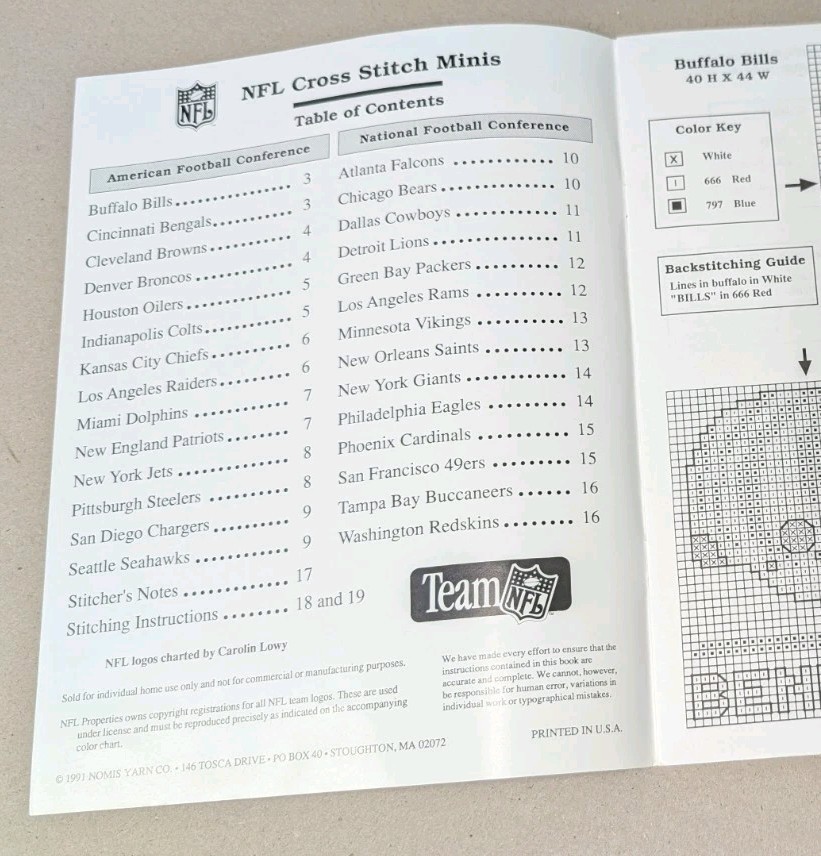 NFL
NFL Cross Stitch Minis
Table of Contents
American Football Conference
Buffalo Bills 3
Cincinnati Bengals 3
Cleveland Browns 4
Denver Broncos 4
Houston Oilers 5
Indianapolis Colts 5
Kansas City Chiefs 6
Los Angeles Raiders 6
Miami Dolphins 7
New England Patriots 7
New York Jets 8
Pittsburgh Steelers 8
San Diego Chargers 9
Seattle Seahawks 9
Stitcher's Notes 17
Stitching Instructions 18 and 19
National Football Conference
Atlanta Falcons 10
Chicago Bears 10
Dallas Cowboys 11
Detroit Lions 11
Green Bay Packers 12
Los Angeles Rams 12
Minnesota Vikings 13
New Orleans Saints 13
New York Giants 14
Philadelphia Eagles 14
Phoenix Cardinals 15
San Francisco 49ers 15
Tampa Bay Buccaneers 16
Washington Redskins 16
Team NFL
NFL logos charted by Carolin Lowy
Sold for individual home use only and not for commercial or manufacturing purposes.
NFL Properties owns copyright registrations for all NFL team logos. These are used
under license and must be reproduced precisely as indicated on the accompanying
color chart.
We have made every effort to ensure that the
instructions contained in this book are
accurate and complete. We cannot, however,
be responsible for human error, variations in
individual work or typographical mistakes.
© 1991 NOMIS YARN CO. • 146 TOSCA DRIVE • PO BOX 40 • STOUGHTON, MA 02072
PRINTED IN U.S.A.
Buffalo Bills
40 H X 44 W
Color Key
X White
I 666 Red
797 Blue
Backstitching Guide
Lines in buffalo in White
"BILLS" in 666 Red